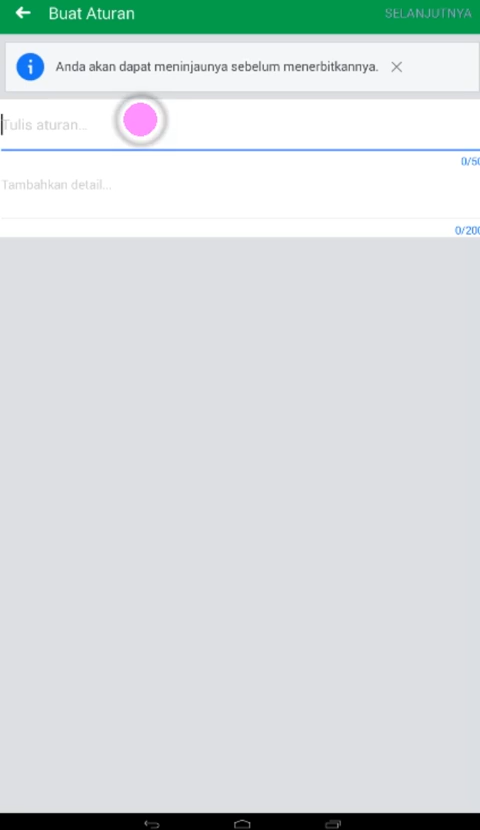 Buat Aturan
SELANJUTNYA
Anda akan dapat meninjaunya sebelum menerbitkannya.
Tulis aturan...
0/50
Tambahkan detail...
0/200